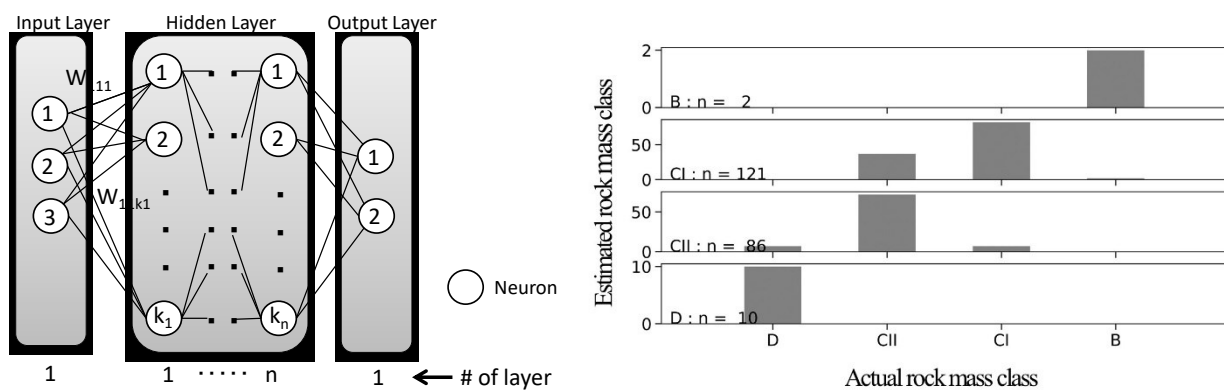 Input Layer
Hidden Layer
Output Layer
W111
W11k1
1
2
3
1
2
k1
1
2
kn
1
2
Neuron
1
1 ..... n
1
# of layer
Estimated rock mass class
2
0
B : n = 2
50
0
CI : n = 121
50
0
CII : n = 86
10
0
D : n = 10
D CII CI B
Actual rock mass class